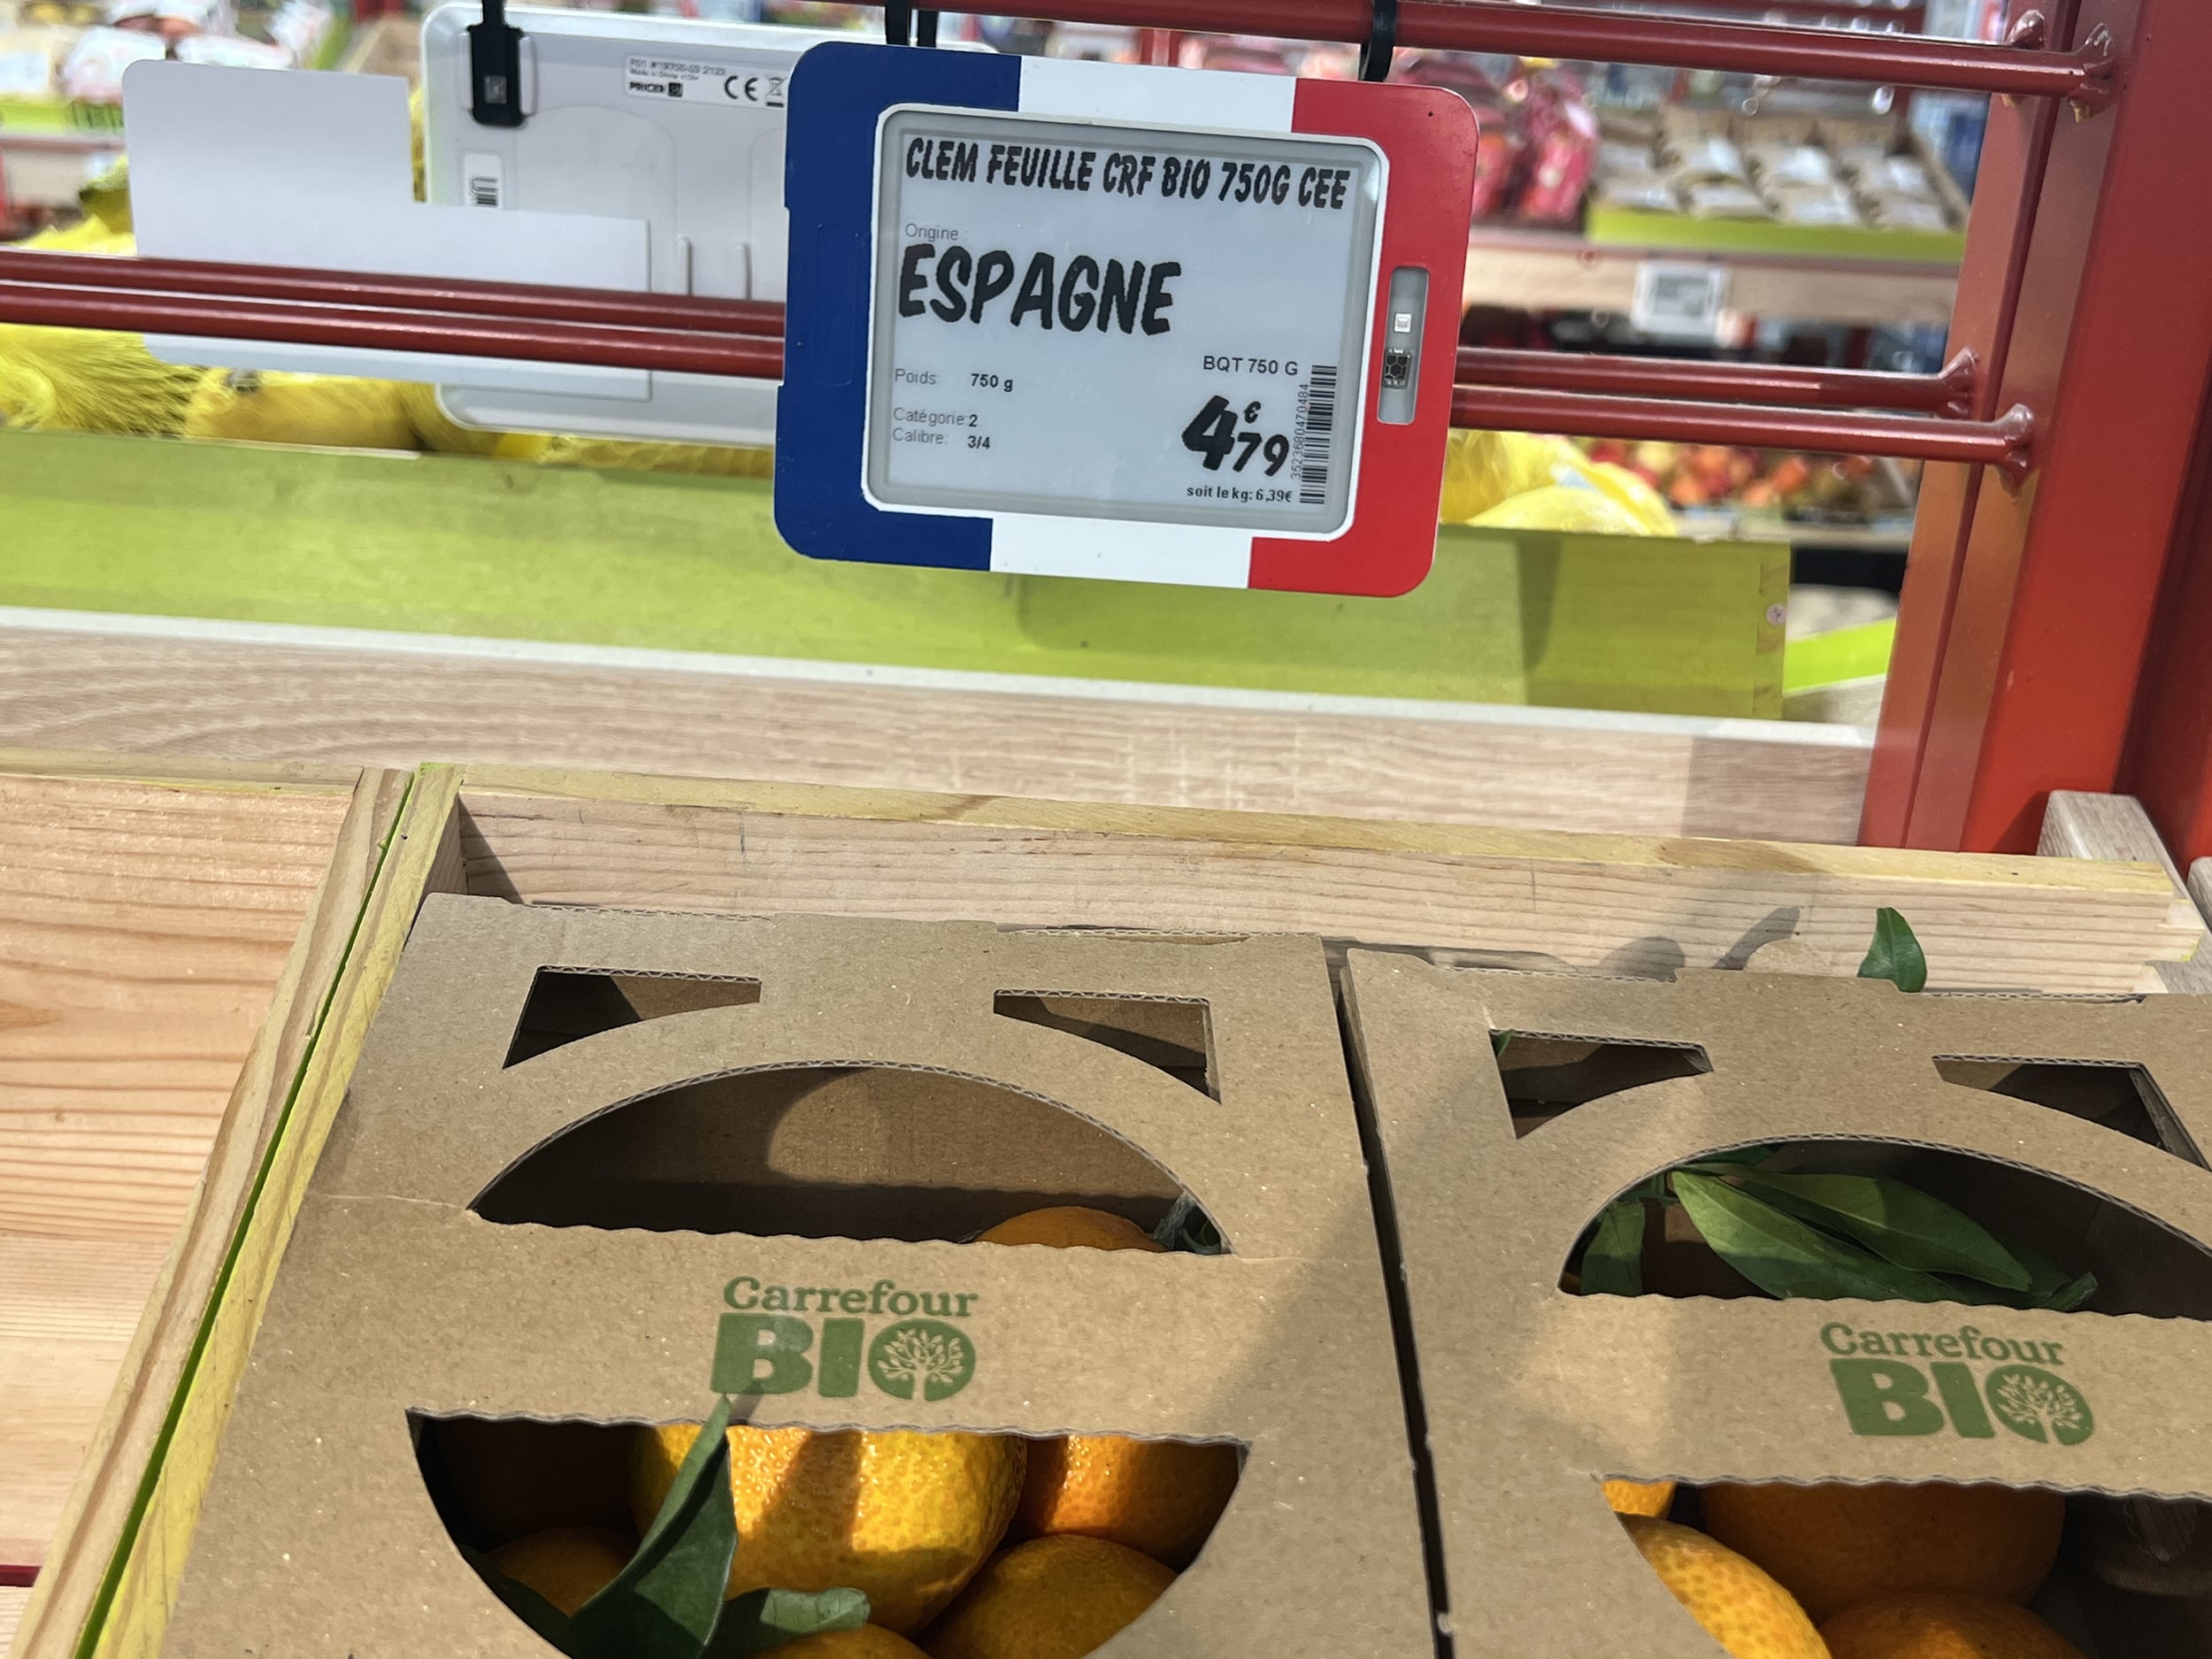 PRICER
CE
CLEM FEUILLE CRF BIO 750G CEE
Origine :
ESPAGNE
BQT 750 G
Poids: 750 g
4€79
Catégorie: 2
Calibre: 3/4
soit le kg: 6,39€
3523680470484
Carrefour
BIO
Carrefour
BIO